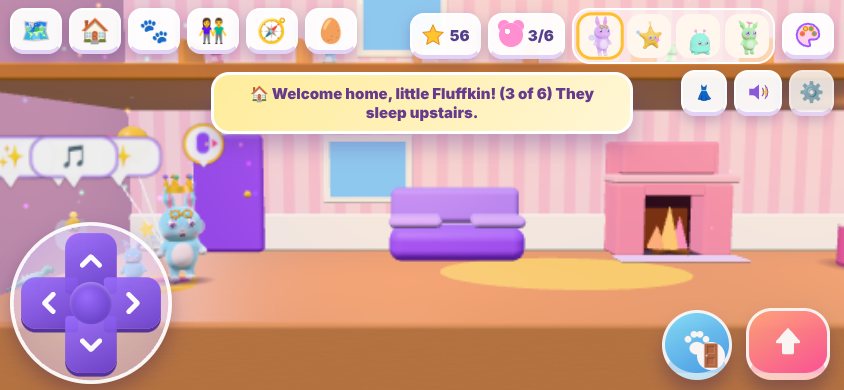 56
3/6
🏠 Welcome home, little Fluffkin! (3 of 6) They
sleep upstairs.